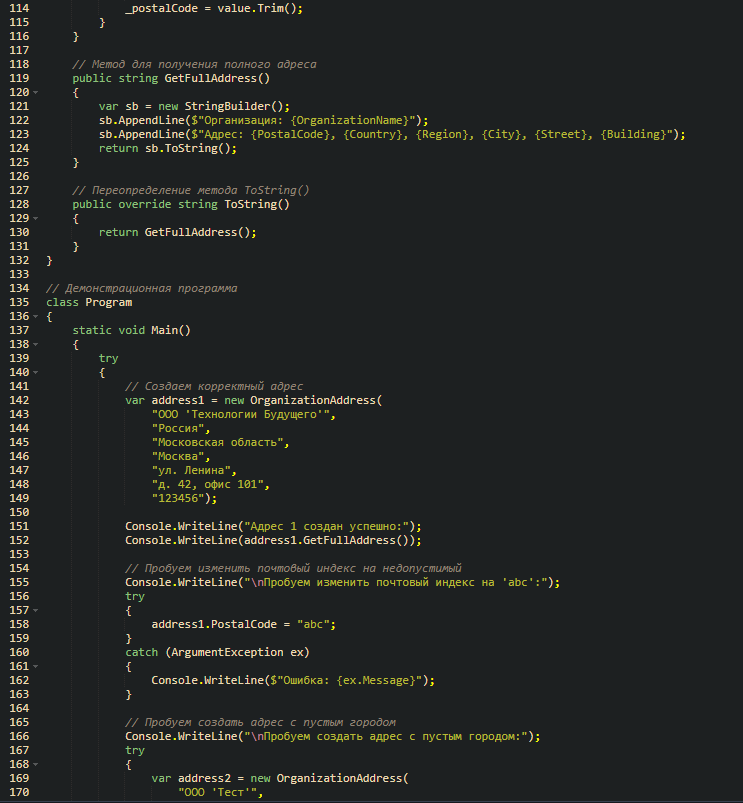 114 _postalCode = value.Trim();
115 }
116 }
117
118 // Метод для получения полного адреса
119 public string GetFullAddress()
120 {
121 var sb = new StringBuilder();
122 sb.AppendLine($"Организация: {OrganizationName}");
123 sb.AppendLine($"Адрес: {PostalCode}, {Country}, {Region}, {City}, {Street}, {Building}");
124 return sb.ToString();
125 }
126
127 // Переопределение метода ToString()
128 public override string ToString()
129 {
130 return GetFullAddress();
131 }
132 }
133
134 // Демонстрационная программа
135 class Program
136 {
137 static void Main()
138 {
139 try
140 {
141 // Создаем корректный адрес
142 var address1 = new OrganizationAddress(
143 "ООО 'Технологии Будущего'",
144 "Россия",
145 "Московская область",
146 "Москва",
147 "ул. Ленина",
148 "д. 42, офис 101",
149 "123456");
150
151 Console.WriteLine("Адрес 1 создан успешно:");
152 Console.WriteLine(address1.GetFullAddress());
153
154 // Пробуем изменить почтовый индекс на недопустимый
155 Console.WriteLine("\nПробуем изменить почтовый индекс на 'abc':");
156 try
157 {
158 address1.PostalCode = "abc";
159 }
160 catch (ArgumentException ex)
161 {
162 Console.WriteLine($"Ошибка: {ex.Message}");
163 }
164
165 // Пробуем создать адрес с пустым городом
166 Console.WriteLine("\nПробуем создать адрес с пустым городом:");
167 try
168 {
169 var address2 = new OrganizationAddress(
170 "ООО 'Тест'",